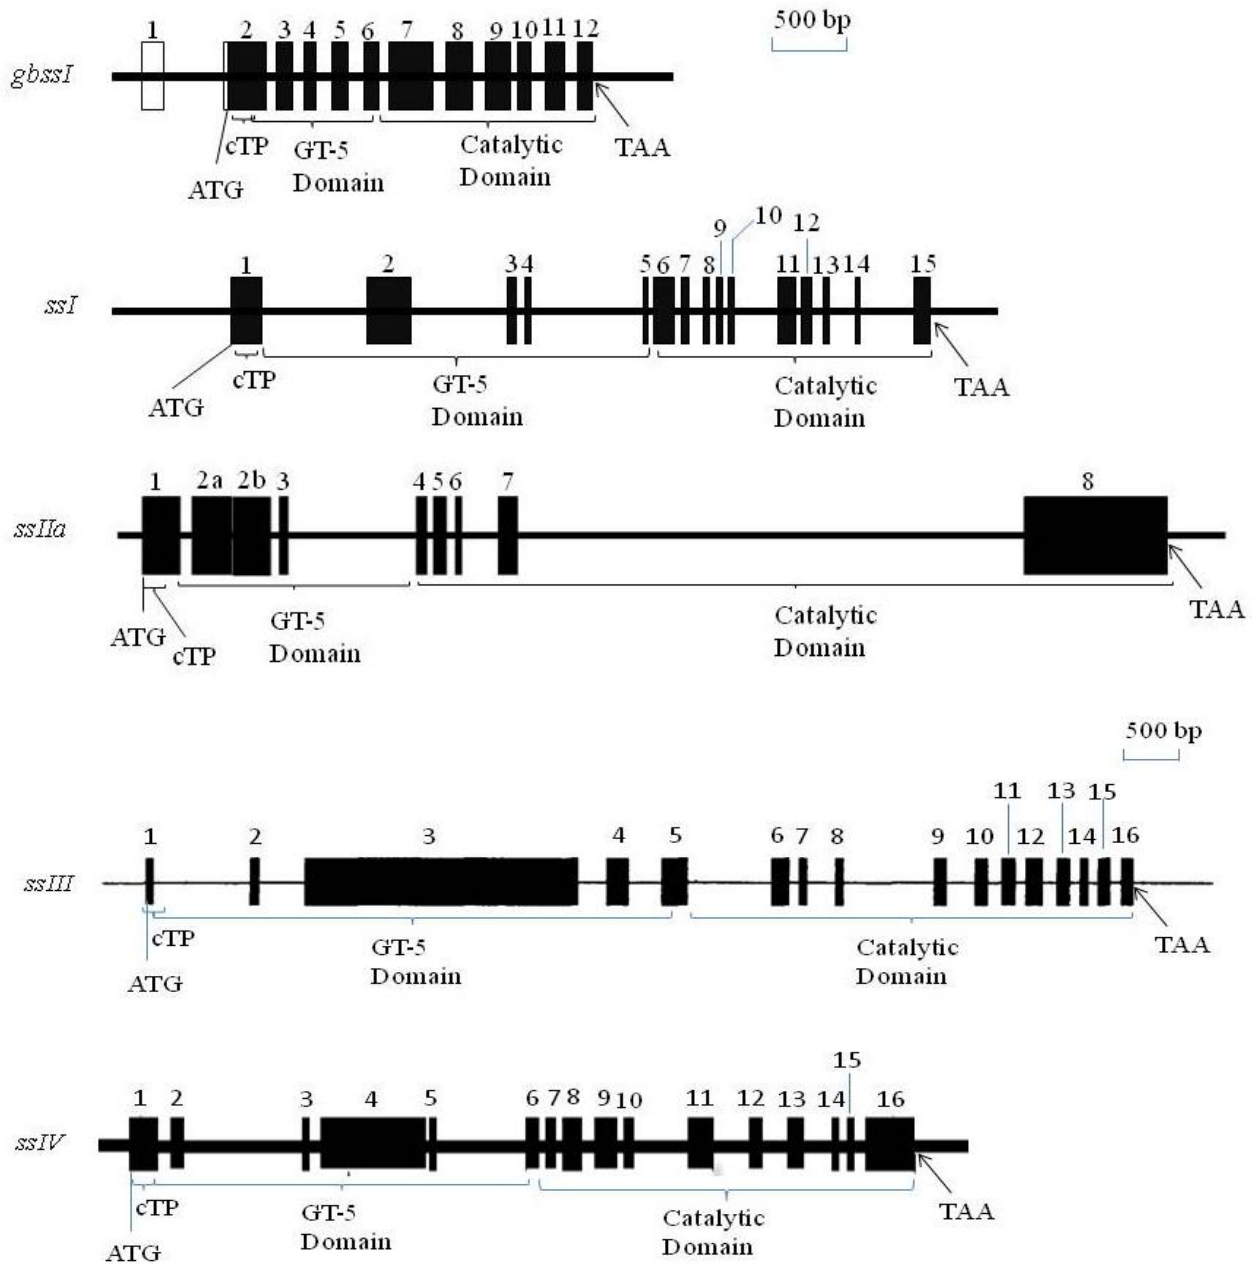 500 bp
1 2 3 4 5 6 7 8 9 10 11 12
gbssI
cTP GT-5 Domain Catalytic Domain TAA
ATG
9 10 12
1 2 3 4 5 6 7 8 11 13 14 15
ssI
cTP GT-5 Domain Catalytic Domain TAA
ATG
1 2a 2b 3 4 5 6 7 8
ssIIa
ATG cTP GT-5 Domain Catalytic Domain TAA
500 bp
11 13 15
1 2 3 4 5 6 7 8 9 10 12 14 16
ssIII
cTP GT-5 Domain Catalytic Domain TAA
ATG
15
1 2 3 4 5 6 7 8 9 10 11 12 13 14 16
ssIV
cTP GT-5 Domain Catalytic Domain TAA
ATG